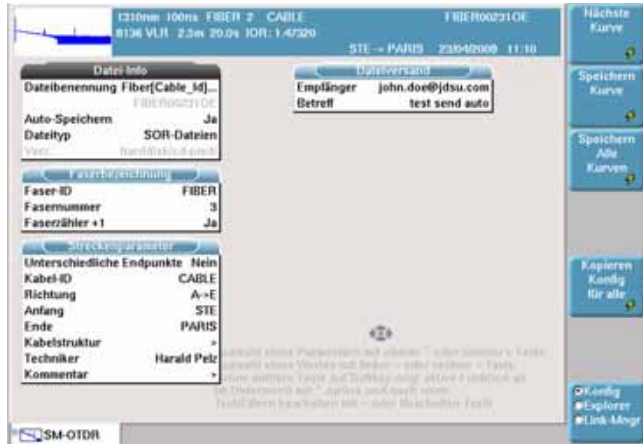 1310nm 100ns FIBER 2 CABLE FIBER00231OE
8136 VLR 2.5m 20.0s IOR: 1.47320
STE → PARIS 23/04/2009 11:10
Datei-Info
Dateibenennung Fiber[Cable_Id]...
FIBER00231OE
Auto-Speichern Ja
Dateityp SOR-Dateien
Verz.
Faserbezeichnung
Faser-ID FIBER
Fasernummer 3
Faserzähler +1 Ja
Streckenparameter
Unterschiedliche Endpunkte Nein
Kabel-ID CABLE
Richtung A->E
Anfang STE
Ende PARIS
Kabelstruktur >
Techniker Harald Pelz
Kommentar >
Dateiversand
Empfänger john.doe@jdsu.com
Betreff test send auto
Nächste
Kurve
Speichern
Kurve
Speichern
Alle
Kurven
Kopieren
Konfig
für alle
Konfig
Explorer
Link-Mngr
SM-OTDR